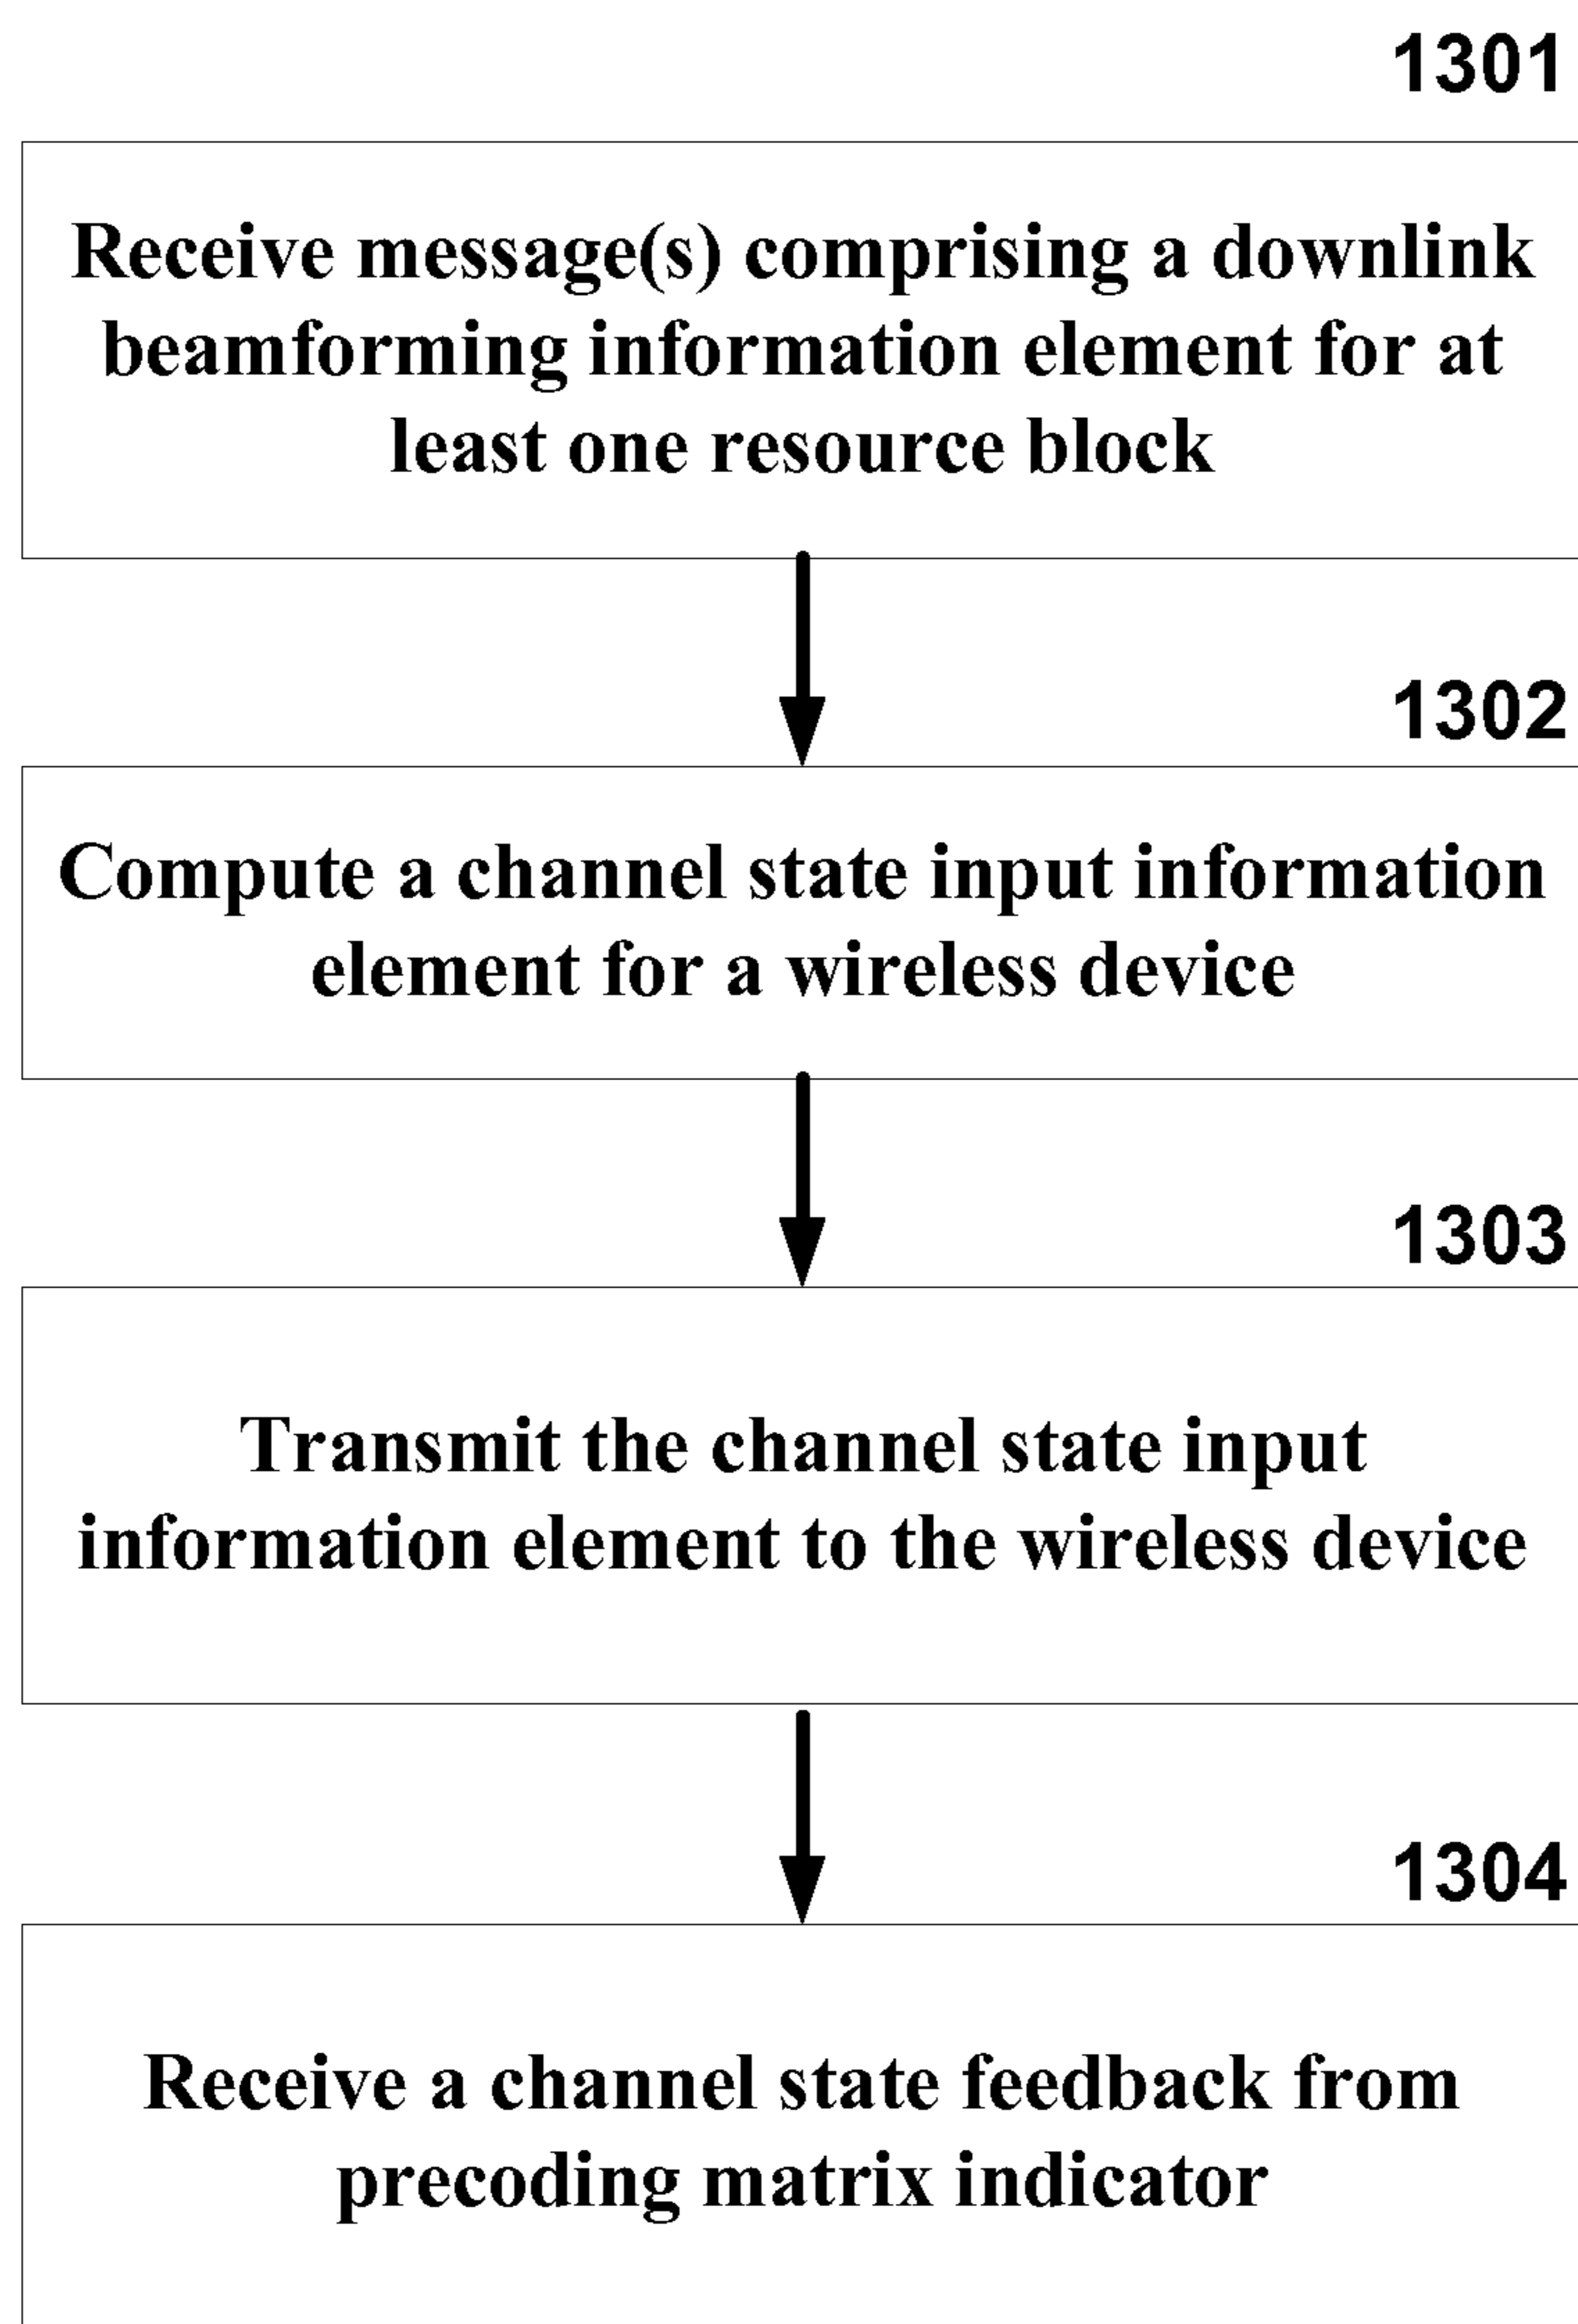 1301
Receive message(s) comprising a downlink
beamforming information element for at
least one resource block
1302
Compute a channel state input information
element for a wireless device
1303
Transmit the channel state input
information element to the wireless device
1304
Receive a channel state feedback from
precoding matrix indicator